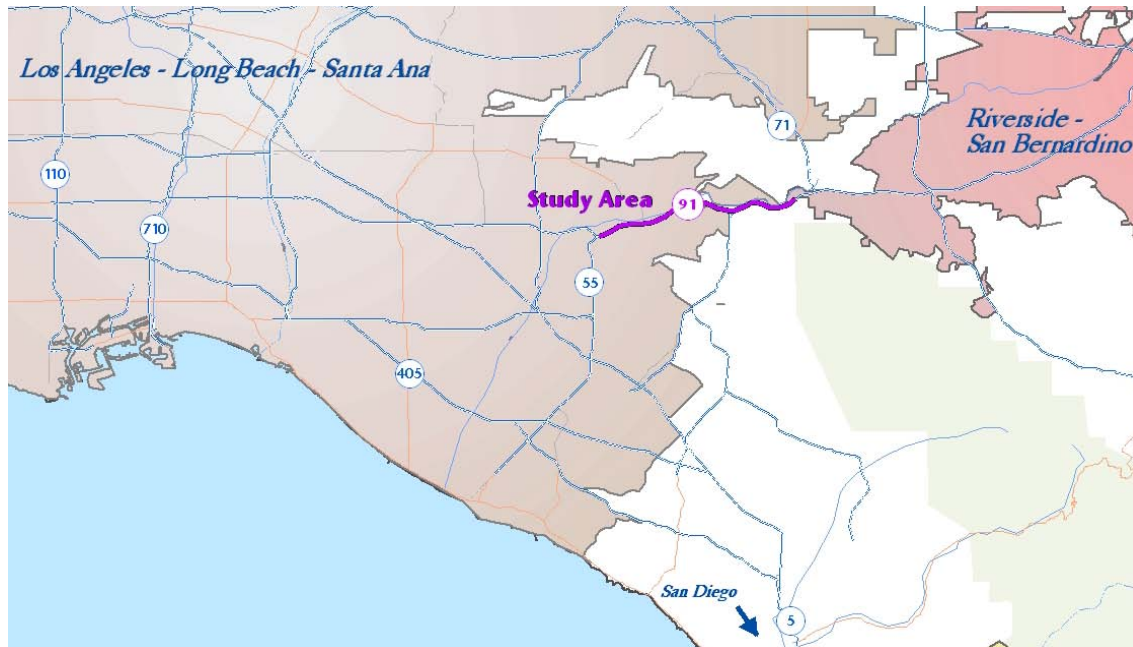 Los Angeles - Long Beach - Santa Ana
71
Riverside -
San Bernardino
110
Study Area
91
710
55
405
San Diego
5